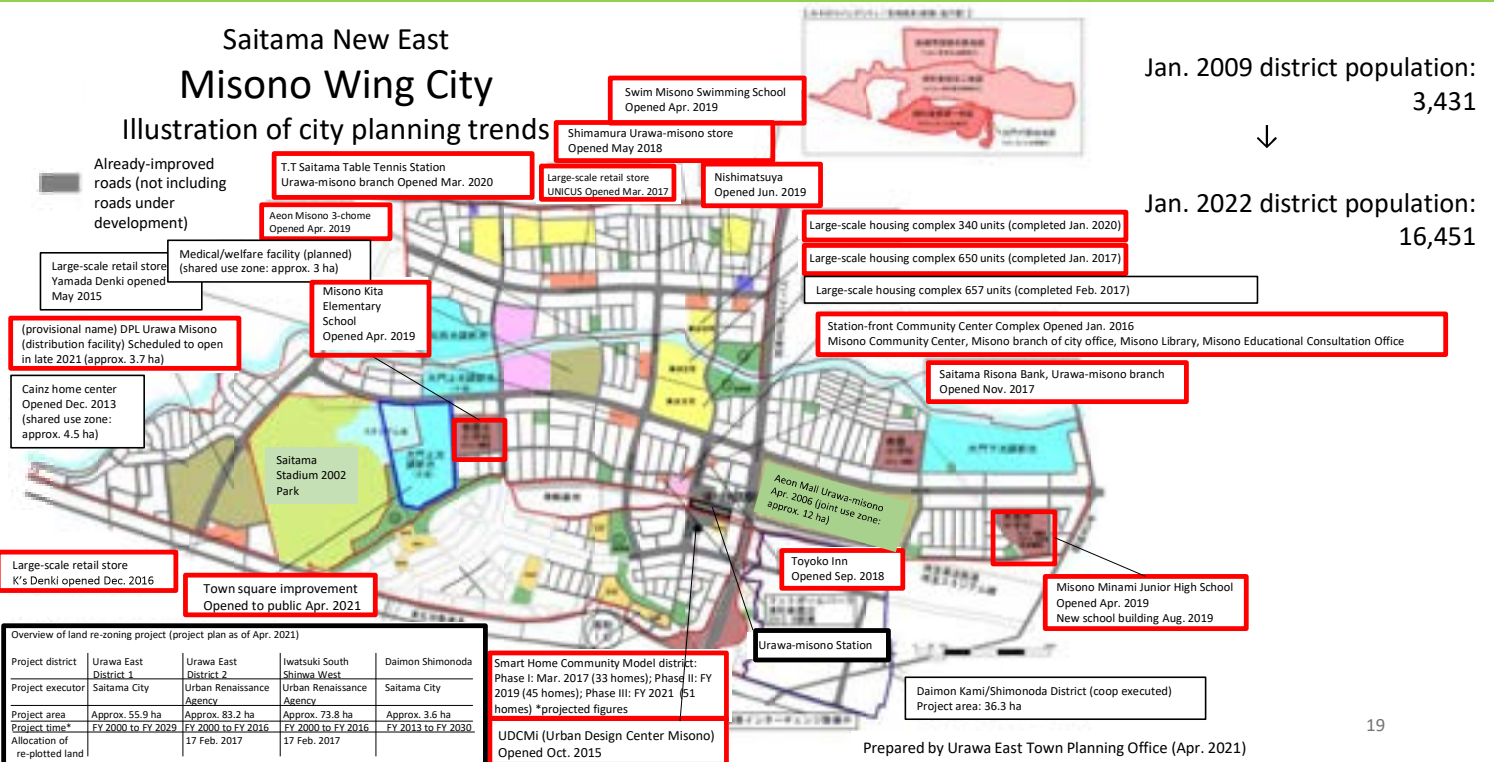 Saitama New East
Misono Wing City
Illustration of city planning trends
Already-improved
roads (not including
roads under
development)
Jan. 2009 district population:
3,431
↓
Jan. 2022 district population:
16,451
Swim Misono Swimming School
Opened Apr. 2019
Shimamura Urawa-misono store
Opened May 2018
T.T Saitama Table Tennis Station
Urawa-misono branch Opened Mar. 2020
Large-scale retail store
UNICUS Opened Mar. 2017
Nishimatsuya
Opened Jun. 2019
Aeon Misono 3-chome
Opened Apr. 2019
Large-scale housing complex 340 units (completed Jan. 2020)
Large-scale housing complex 650 units (completed Jan. 2017)
Large-scale housing complex 657 units (completed Feb. 2017)
Medical/welfare facility (planned)
(shared use zone: approx. 3 ha)
Large-scale retail store
Yamada Denki opened
May 2015
Misono Kita
Elementary
School
Opened Apr. 2019
(provisional name) DPL Urawa Misono
(distribution facility) Scheduled to open
in late 2021 (approx. 3.7 ha)
Station-front Community Center Complex Opened Jan. 2016
Misono Community Center, Misono branch of city office, Misono Library, Misono Educational Consultation Office
Saitama Risona Bank, Urawa-misono branch
Opened Nov. 2017
Cainz home center
Opened Dec. 2013
(shared use zone:
approx. 4.5 ha)
Saitama
Stadium 2002
Park
Aeon Mall Urawa-misono
Apr. 2006 (joint use zone:
approx. 12 ha)
Large-scale retail store
K's Denki opened Dec. 2016
Town square improvement
Opened to public Apr. 2021
Toyoko Inn
Opened Sep. 2018
Misono Minami Junior High School
Opened Apr. 2019
New school building Aug. 2019
Urawa-misono Station
Overview of land re-zoning project (project plan as of Apr. 2021)
Project district Urawa East District 1 Urawa East District 2 Iwatsuki South Shinwa West Daimon Shimonoda
Project executor Saitama City Urban Renaissance Agency Urban Renaissance Agency Saitama City
Project area Approx. 55.9 ha Approx. 83.2 ha Approx. 73.8 ha Approx. 3.6 ha
Project time* FY 2000 to FY 2029 FY 2000 to FY 2016 FY 2000 to FY 2016 FY 2013 to FY 2030
Allocation of re-plotted land 17 Feb. 2017 17 Feb. 2017
Smart Home Community Model district:
Phase I: Mar. 2017 (33 homes); Phase II: FY
2019 (45 homes); Phase III: FY 2021 (51
homes) *projected figures
UDCMi (Urban Design Center Misono)
Opened Oct. 2015
Daimon Kami/Shimonoda District (coop executed)
Project area: 36.3 ha
Prepared by Urawa East Town Planning Office (Apr. 2021)
19